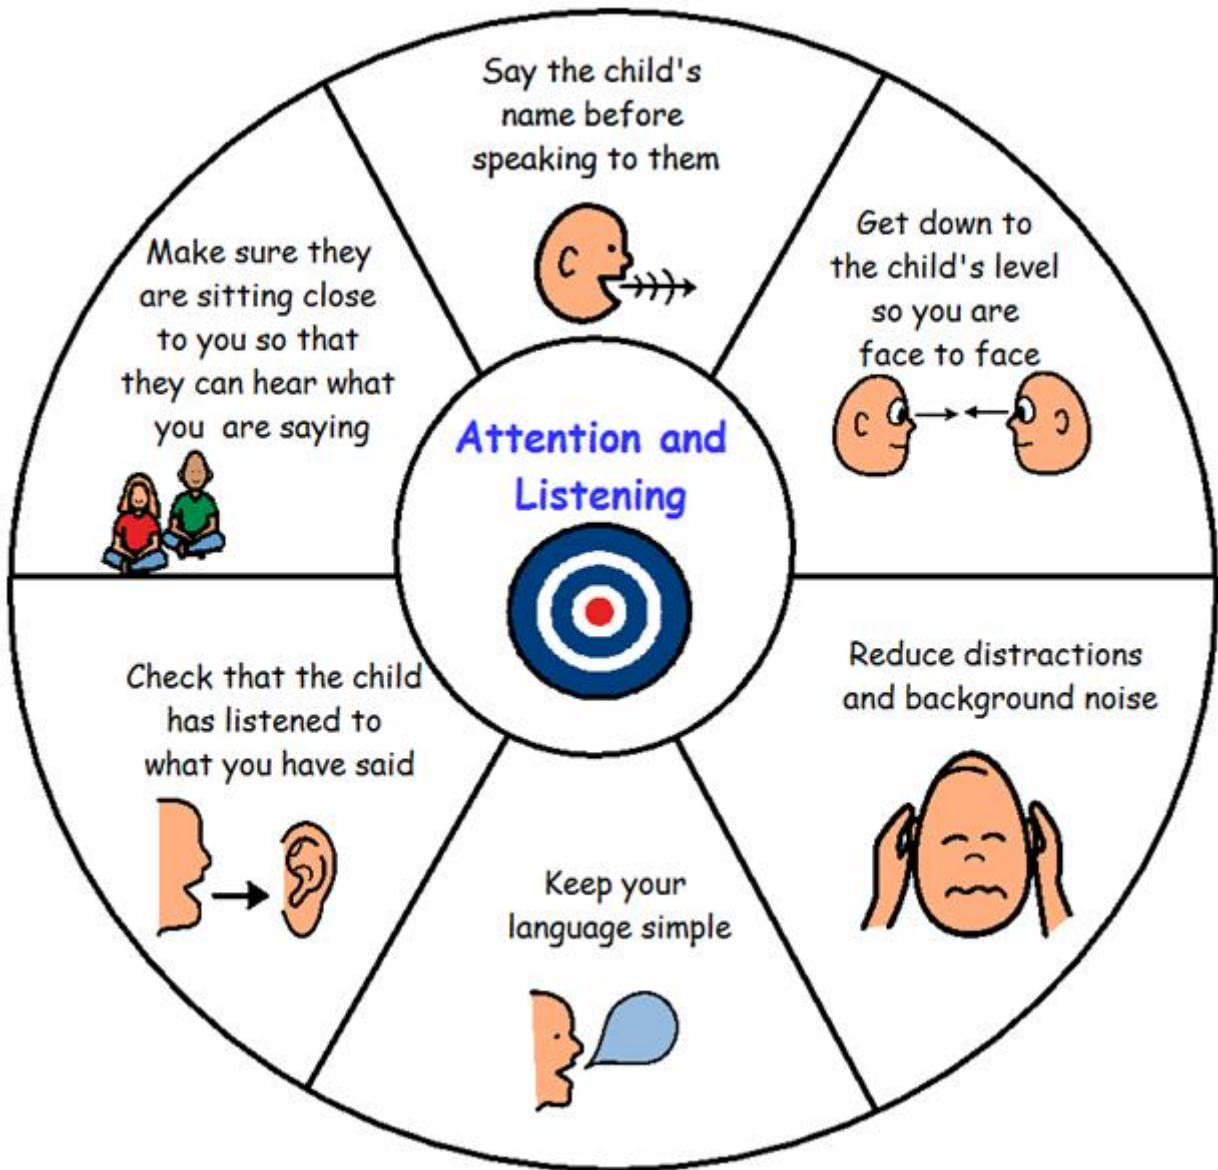 Say the child's
name before
speaking to them
Get down to
the child's level
so you are
face to face
Reduce distractions
and background noise
Keep your
language simple
Check that the child
has listened to
what you have said
Make sure they
are sitting close
to you so that
they can hear what
you are saying
Attention and
Listening